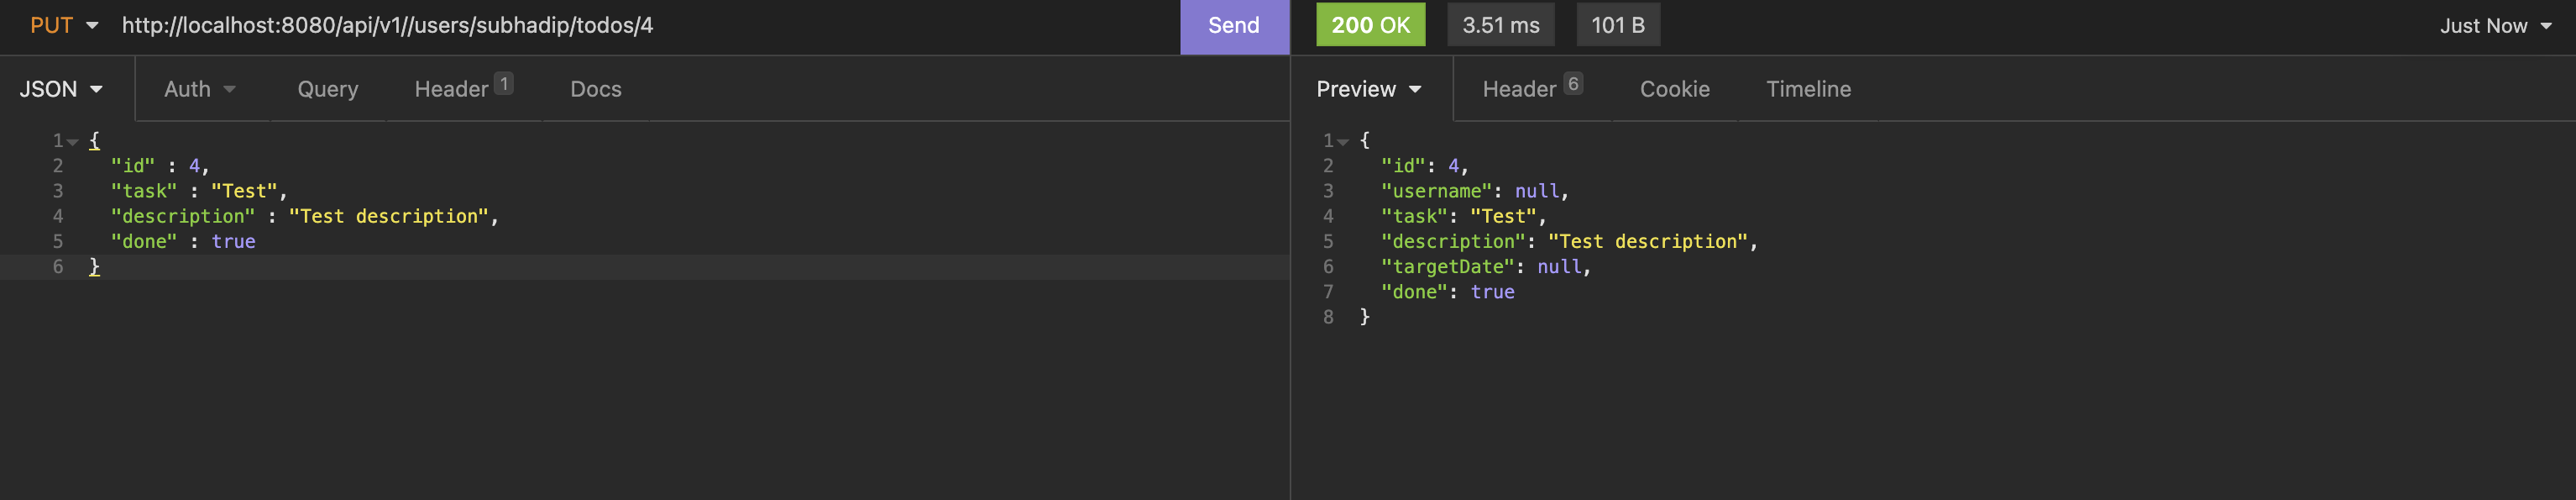 PUT http://localhost:8080/api/v1//users/subhadip/todos/4 Send 200 OK 3.51 ms 101 B Just Now
JSON Auth Query Header 1 Docs Preview Header 6 Cookie Timeline
1 {
2 "id" : 4,
3 "task" : "Test",
4 "description" : "Test description",
5 "done" : true
6 }
1 {
2 "id": 4,
3 "username": null,
4 "task": "Test",
5 "description": "Test description",
6 "targetDate": null,
7 "done": true
8 }